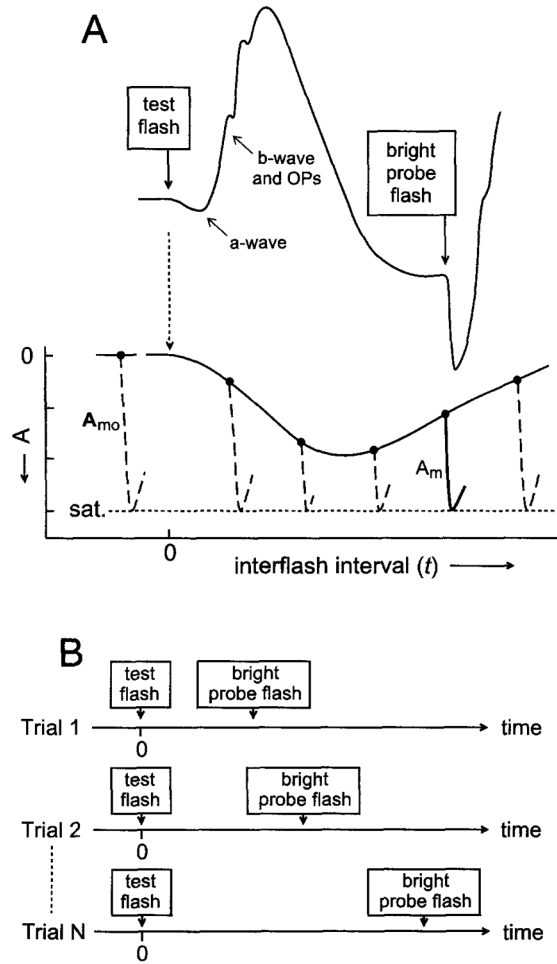 A
test
flash
b-wave
and OPs
a-wave
bright
probe
flash
0
A
Amo
Am
sat.
0
interflash interval (t)
B
test
flash
bright
probe flash
Trial 1
time
0
test
flash
bright
probe flash
Trial 2
time
0
test
flash
bright
probe flash
Trial N
time
0